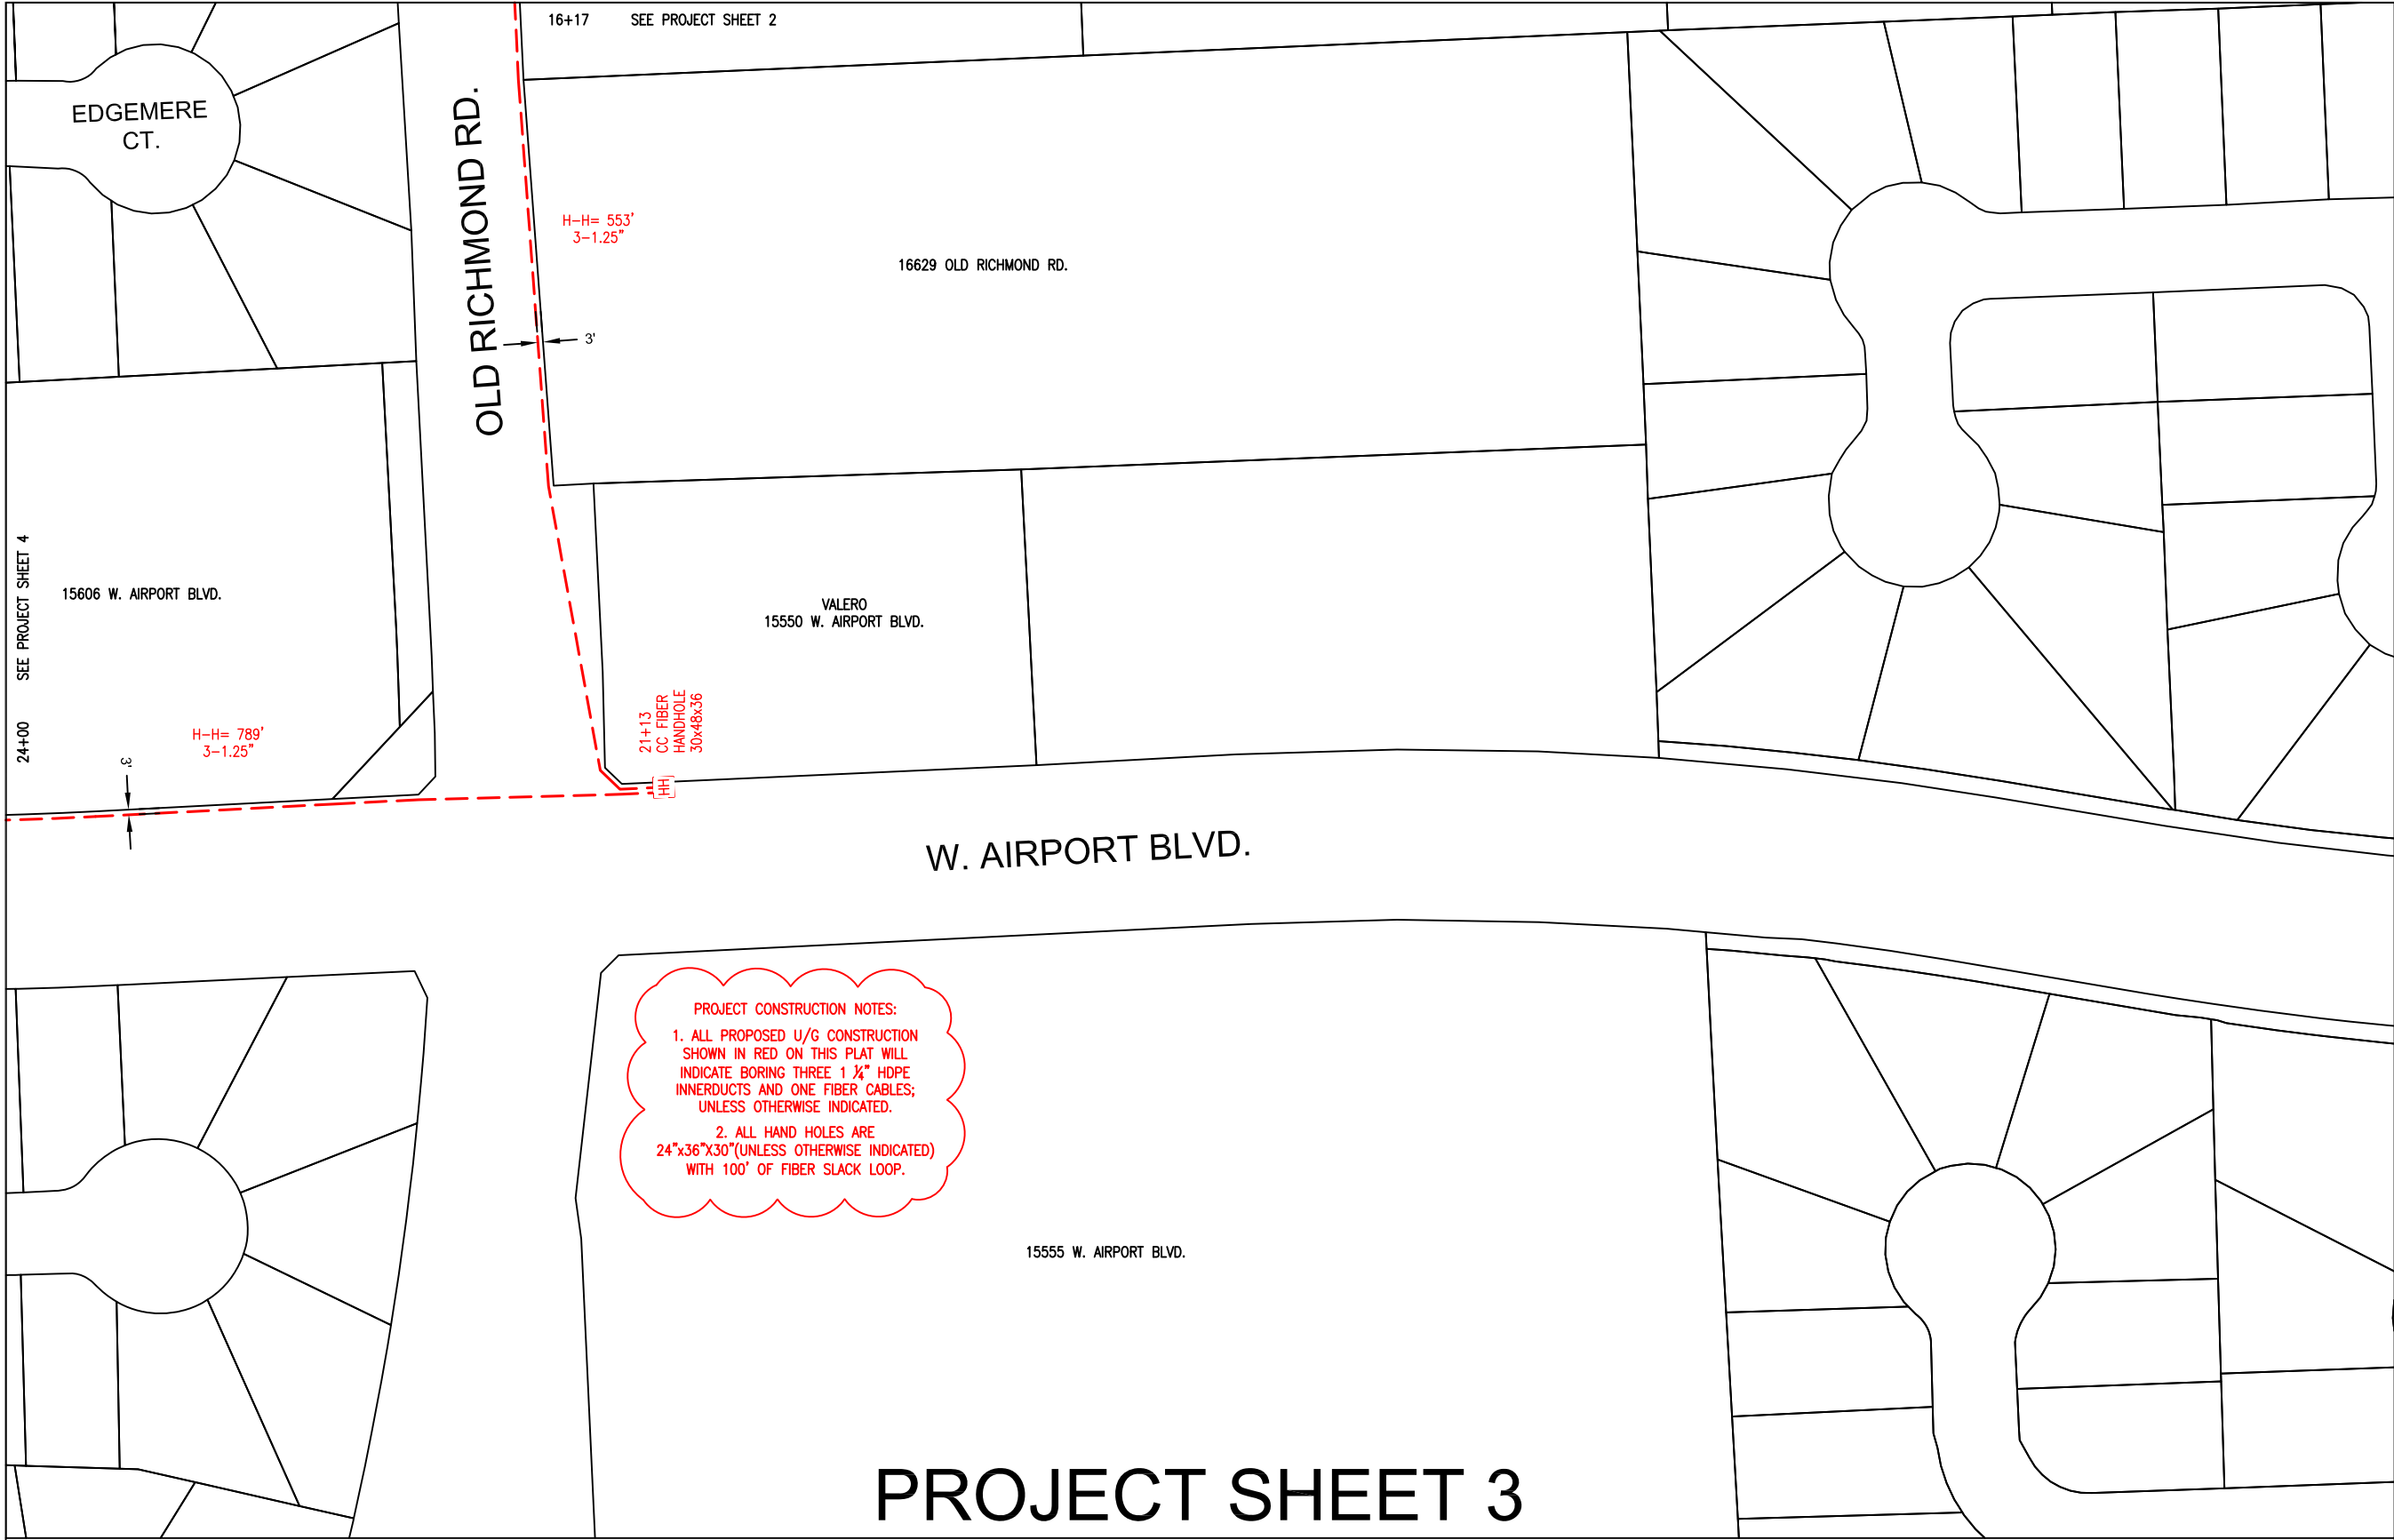 16+17 SEE PROJECT SHEET 2
EDGEMERE
CT.
OLD RICHMOND RD.
H-H= 553'
3-1.25"
16629 OLD RICHMOND RD.
3'
24+00 SEE PROJECT SHEET 4
15606 W. AIRPORT BLVD.
VALERO
15550 W. AIRPORT BLVD.
H-H= 789'
3-1.25"
3'
21+13
CC FIBER
HANDHOLE
30x48x36
HH
W. AIRPORT BLVD.
PROJECT CONSTRUCTION NOTES:
1. ALL PROPOSED U/G CONSTRUCTION
SHOWN IN RED ON THIS PLAT WILL
INDICATE BORING THREE 1 ¼" HDPE
INNERDUCTS AND ONE FIBER CABLES;
UNLESS OTHERWISE INDICATED.
2. ALL HAND HOLES ARE
24"x36"X30"(UNLESS OTHERWISE INDICATED)
WITH 100' OF FIBER SLACK LOOP.
15555 W. AIRPORT BLVD.
PROJECT SHEET 3